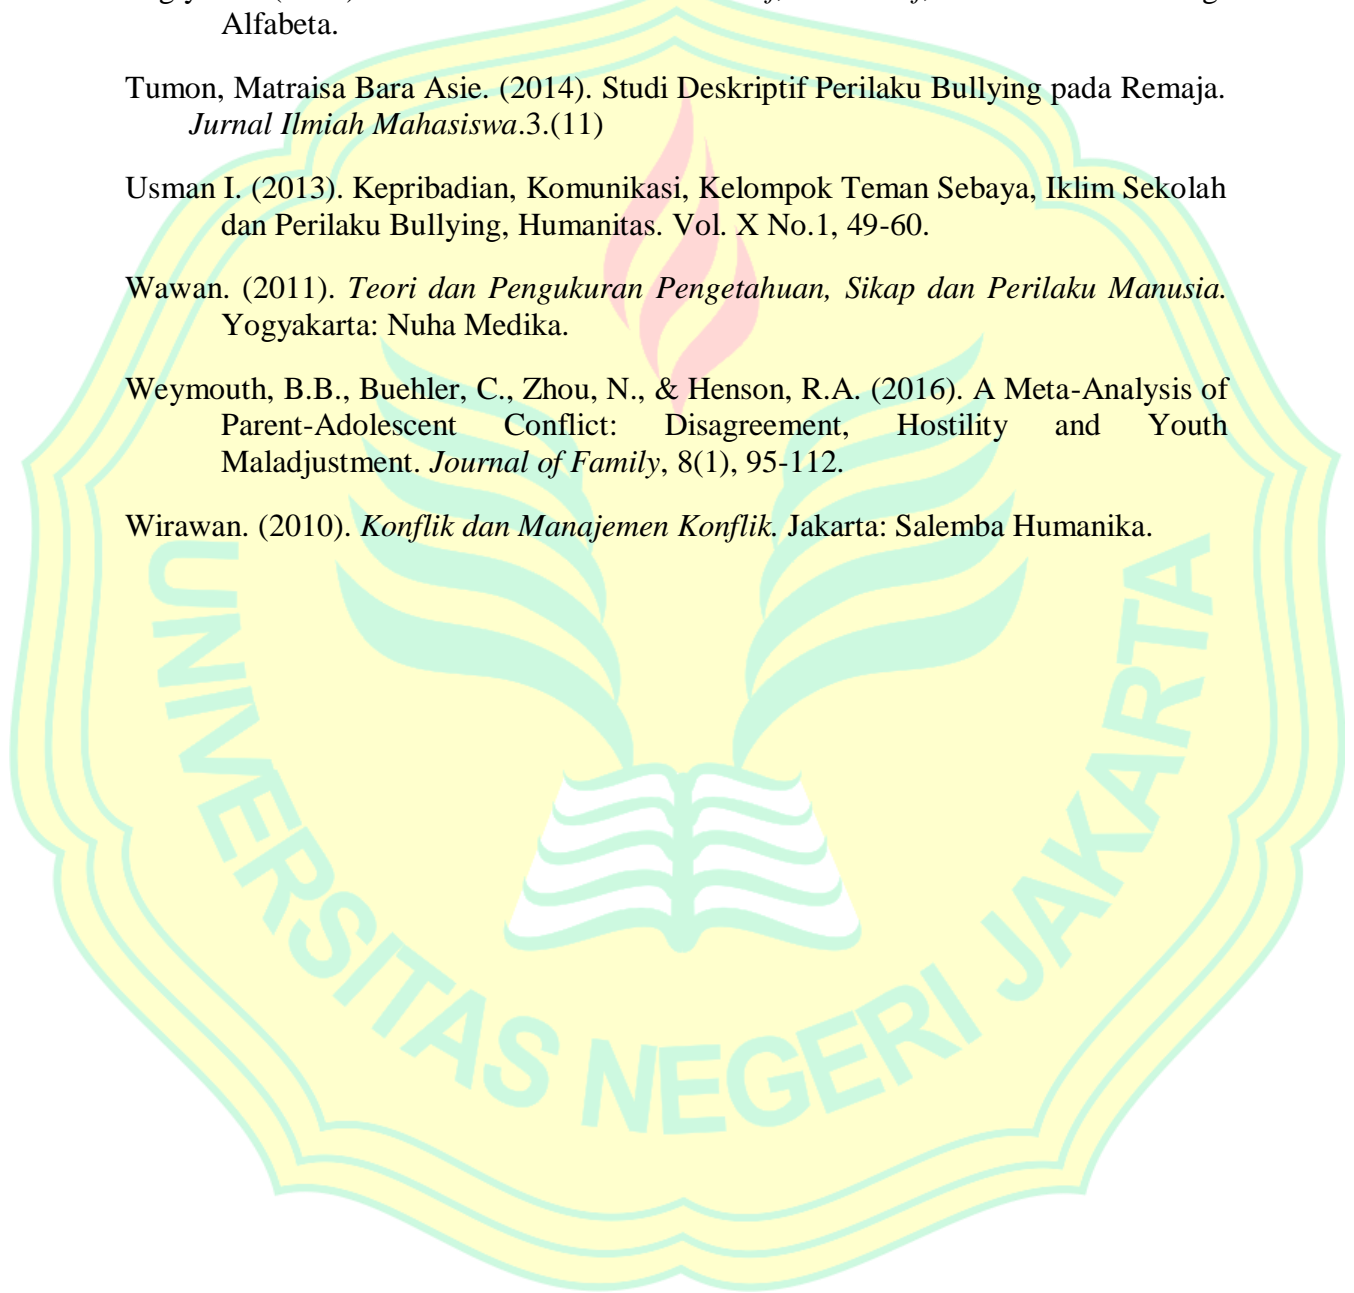 Alfabeta.
Tumon, Matraisa Bara Asie. (2014). Studi Deskriptif Perilaku Bullying pada Remaja.
Jurnal Ilmiah Mahasiswa.3.(11)
Usman I. (2013). Kepribadian, Komunikasi, Kelompok Teman Sebaya, Iklim Sekolah
dan Perilaku Bullying, Humanitas. Vol. X No.1, 49-60.
Wawan. (2011). Teori dan Pengukuran Pengetahuan, Sikap dan Perilaku Manusia.
Yogyakarta: Nuha Medika.
Weymouth, B.B., Buehler, C., Zhou, N., & Henson, R.A. (2016). A Meta-Analysis of
Parent-Adolescent Conflict: Disagreement, Hostility and Youth
Maladjustment. Journal of Family, 8(1), 95-112.
Wirawan. (2010). Konflik dan Manajemen Konflik. Jakarta: Salemba Humanika.
UNIVERSITAS NEGERI JAKARTA